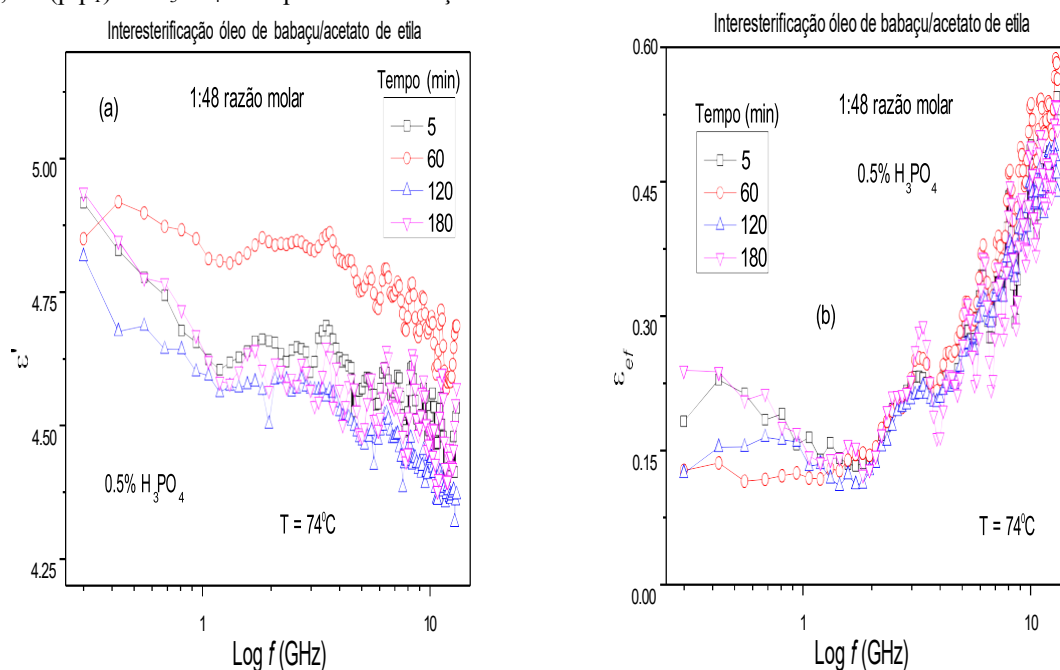 Interesterificação óleo de babaçu/acetato de etila
(a)
1:48 razão molar
Tempo (min)
5
60
120
180
5.00
4.75
4.50
4.25
ε'
0.5% H₃PO₄
T = 74⁰C
1
10
Log f (GHz)
Interesterificação óleo de babaçu/acetato de etila
0.60
0.45
0.30
0.15
0.00
ε_ef
1:48 razão molar
Tempo (min)
5
60
120
180
0.5% H₃PO₄
(b)
T = 74⁰C
1
10
Log f (GHz)